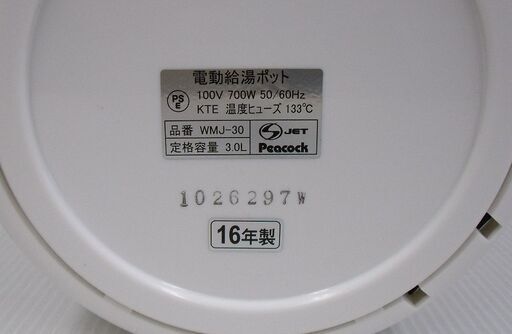 電動給湯ポット
PS E 100V 700W 50/60Hz
KTE 温度ヒューズ 133℃
品番 WMJ-30 JET
定格容量 3.0L Peacock
1026297W
16年製